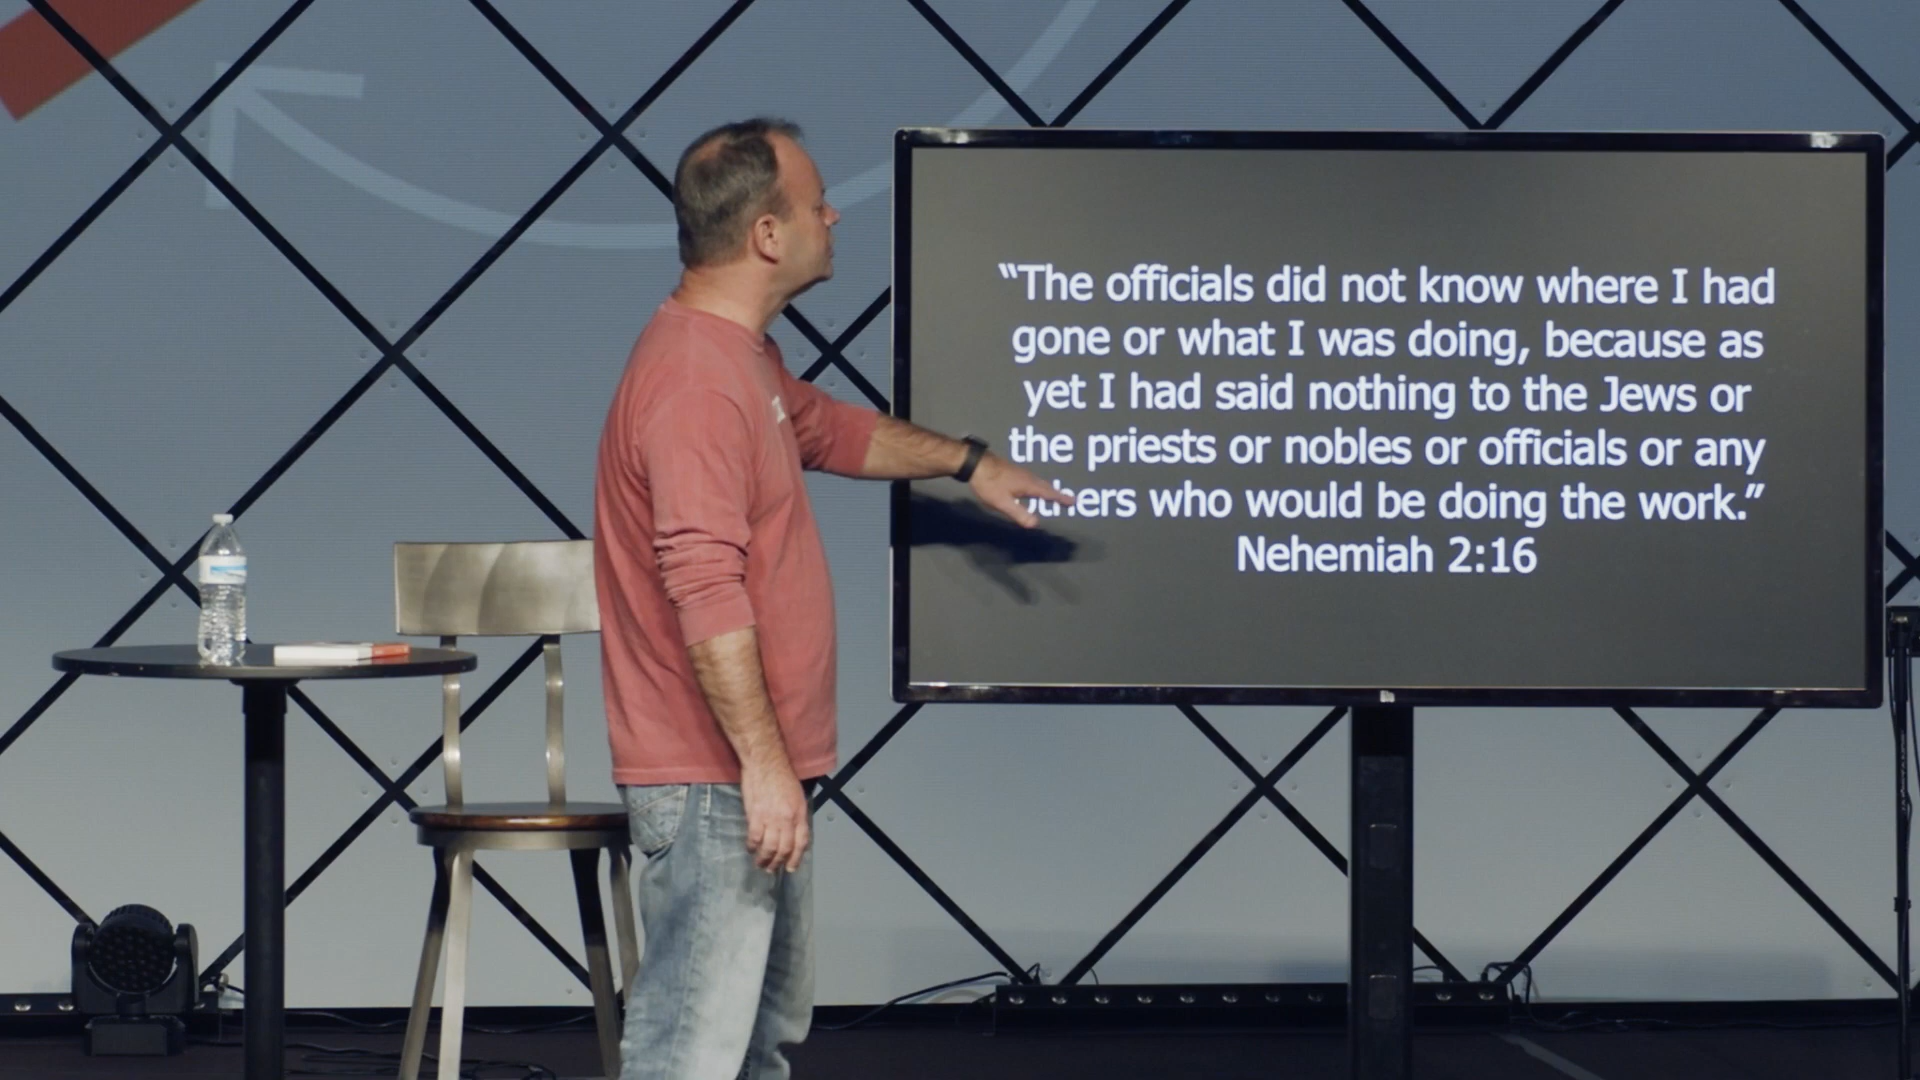 “The officials did not know where I had
gone or what I was doing, because as
yet I had said nothing to the Jews or
the priests or nobles or officials or any
others who would be doing the work.”
Nehemiah 2:16